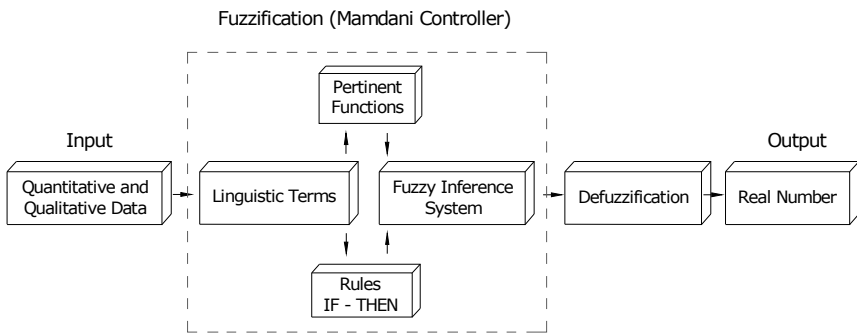 Fuzzification (Mamdani Controller)
Pertinent
Functions
Input
Output
Quantitative and
Qualitative Data
Linguistic Terms
Fuzzy Inference
System
Defuzzification
Real Number
Rules
IF - THEN